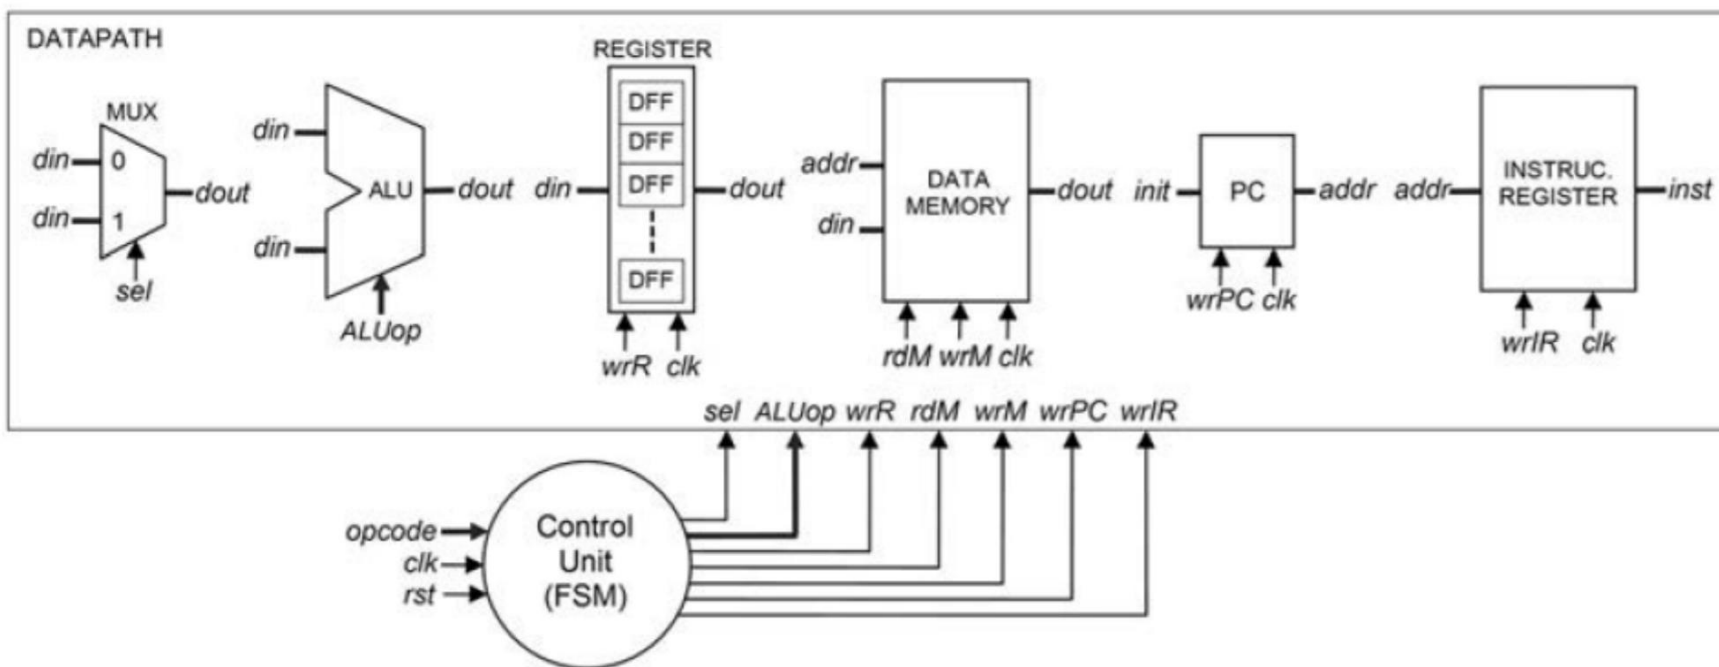 DATAPATH
MUX
din
0
din
1
dout
sel
din
din
ALU
dout
ALUop
REGISTER
din
DFF
DFF
DFF
DFF
dout
wrR clk
addr
din
DATA
MEMORY
dout
rdM wrM clk
init
PC
addr
wrPC clk
addr
INSTRUC.
REGISTER
inst
wrIR clk
sel ALUop wrR rdM wrM wrPC wrIR
opcode
clk
rst
Control
Unit
(FSM)